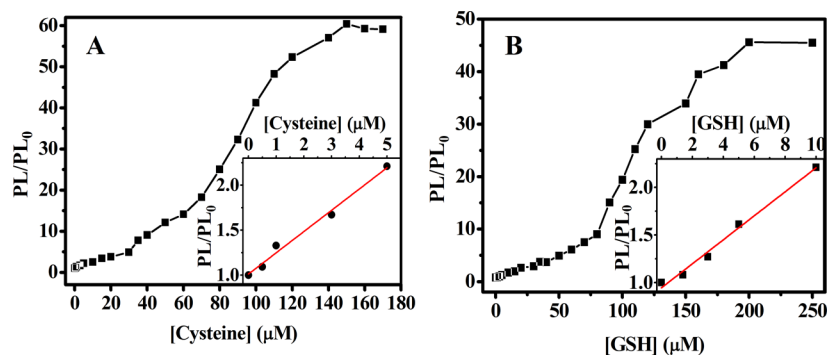 A
60
50
40
30
20
10
0
PL/PL0
0 20 40 60 80 100 120 140 160 180
[Cysteine] (μM)
[Cysteine] (μM)
0 1 2 3 4 5
2.0
1.5
1.0
PL/PL0
B
50
40
30
20
10
0
PL/PL0
0 50 100 150 200 250
[GSH] (μM)
[GSH] (μM)
0 2 4 6 8 10
2.0
1.5
1.0
PL/PL0